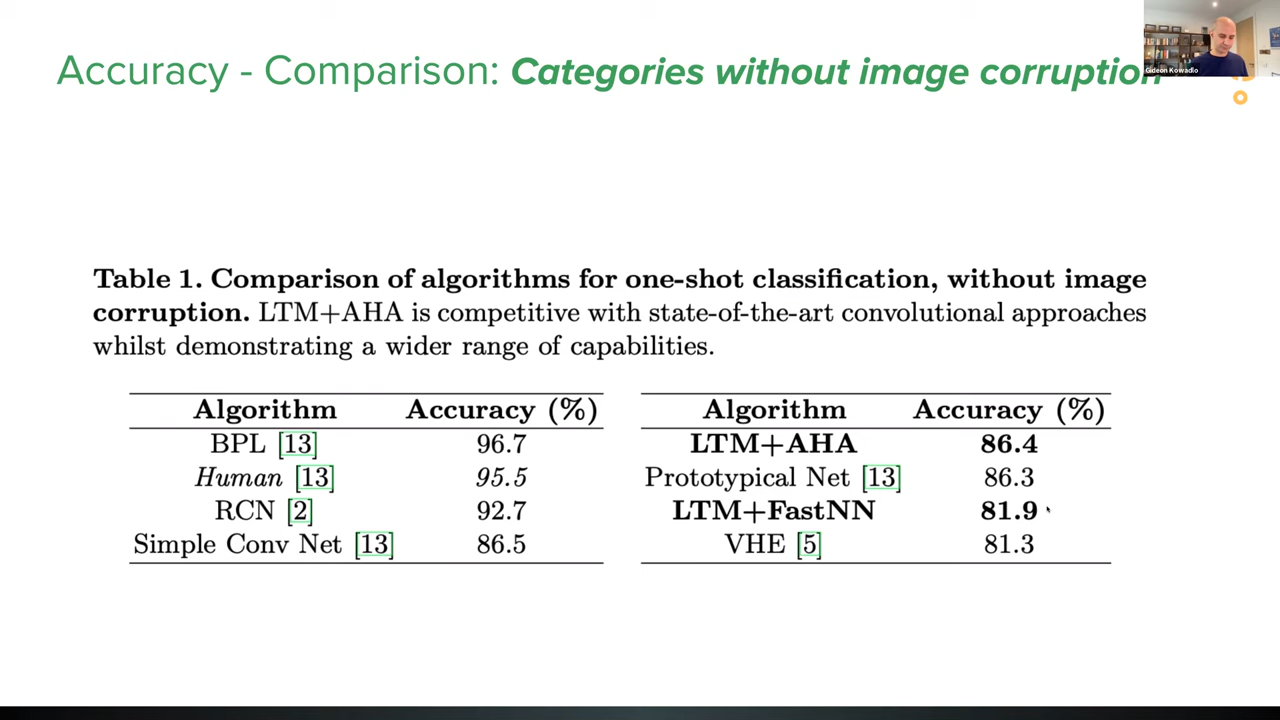 Accuracy - Comparison: Categories without image corruption
Gideon Kowadlo
Table 1. Comparison of algorithms for one-shot classification, without image
corruption. LTM+AHA is competitive with state-of-the-art convolutional approaches
whilst demonstrating a wider range of capabilities.
Algorithm Accuracy (%)
BPL [13] 96.7
Human [13] 95.5
RCN [2] 92.7
Simple Conv Net [13] 86.5
Algorithm Accuracy (%)
LTM+AHA 86.4
Prototypical Net [13] 86.3
LTM+FastNN 81.9
VHE [5] 81.3